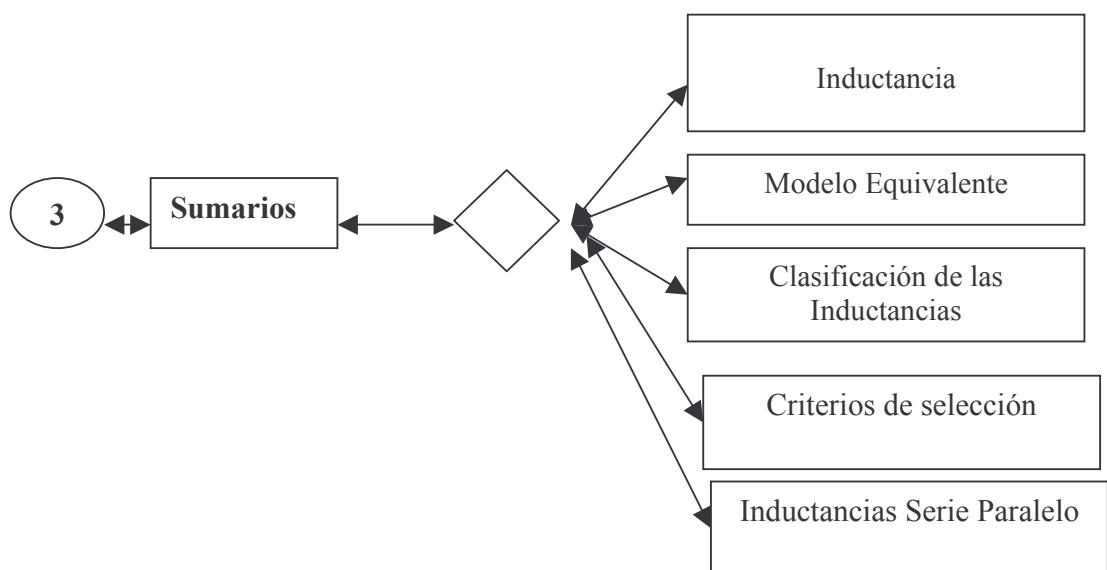 3
Sumarios
Inductancia
Modelo Equivalente
Clasificación de las
Inductancias
Criterios de selección
Inductancias Serie Paralelo